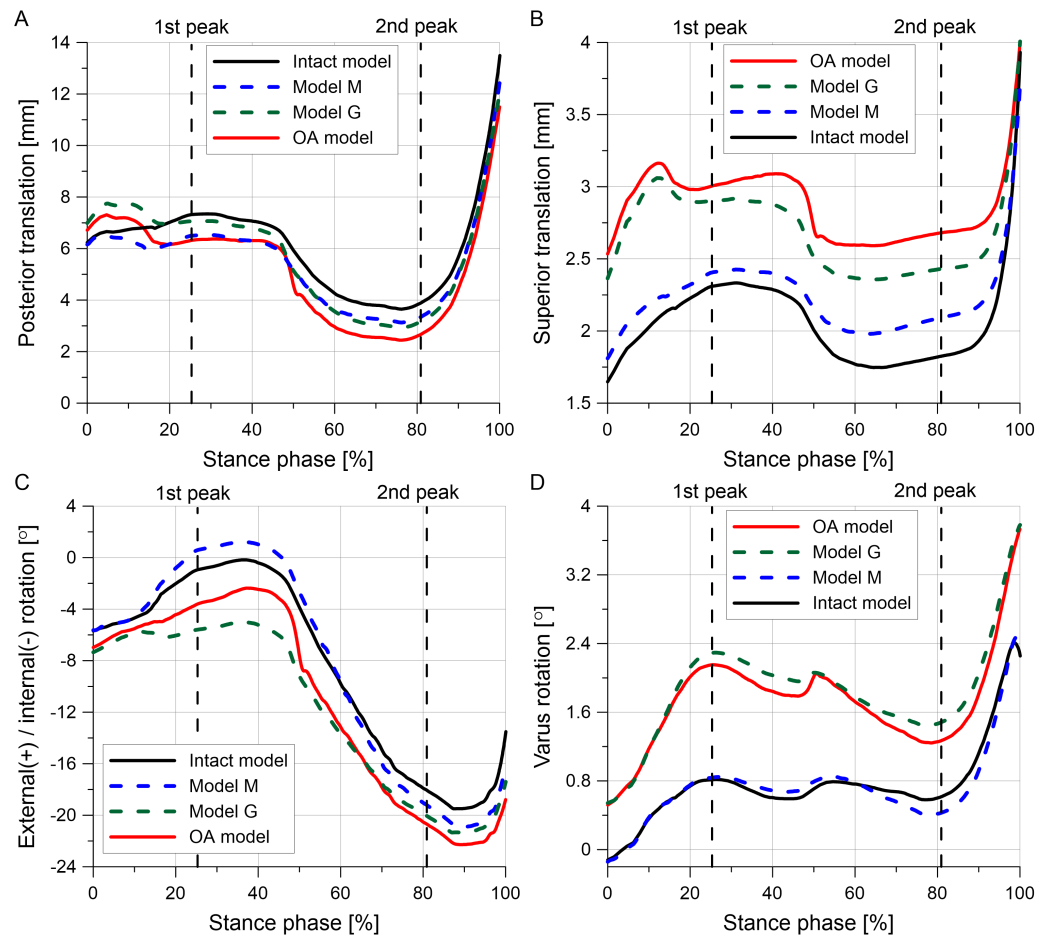 A
1st peak
2nd peak
Posterior translation [mm]
14
12
10
8
6
4
2
0
Intact model
Model M
Model G
OA model
0
20
40
60
80
100
Stance phase [%]
B
1st peak
2nd peak
Superior translation [mm]
4
3.5
3
2.5
2
1.5
OA model
Model G
Model M
Intact model
0
20
40
60
80
100
Stance phase [%]
C
1st peak
2nd peak
External(+) / internal(-) rotation [º]
4
0
-4
-8
-12
-16
-20
-24
Intact model
Model M
Model G
OA model
0
20
40
60
80
100
Stance phase [%]
D
1st peak
2nd peak
Varus rotation [º]
4
3.2
2.4
1.6
0.8
0
OA model
Model G
Model M
Intact model
0
20
40
60
80
100
Stance phase [%]